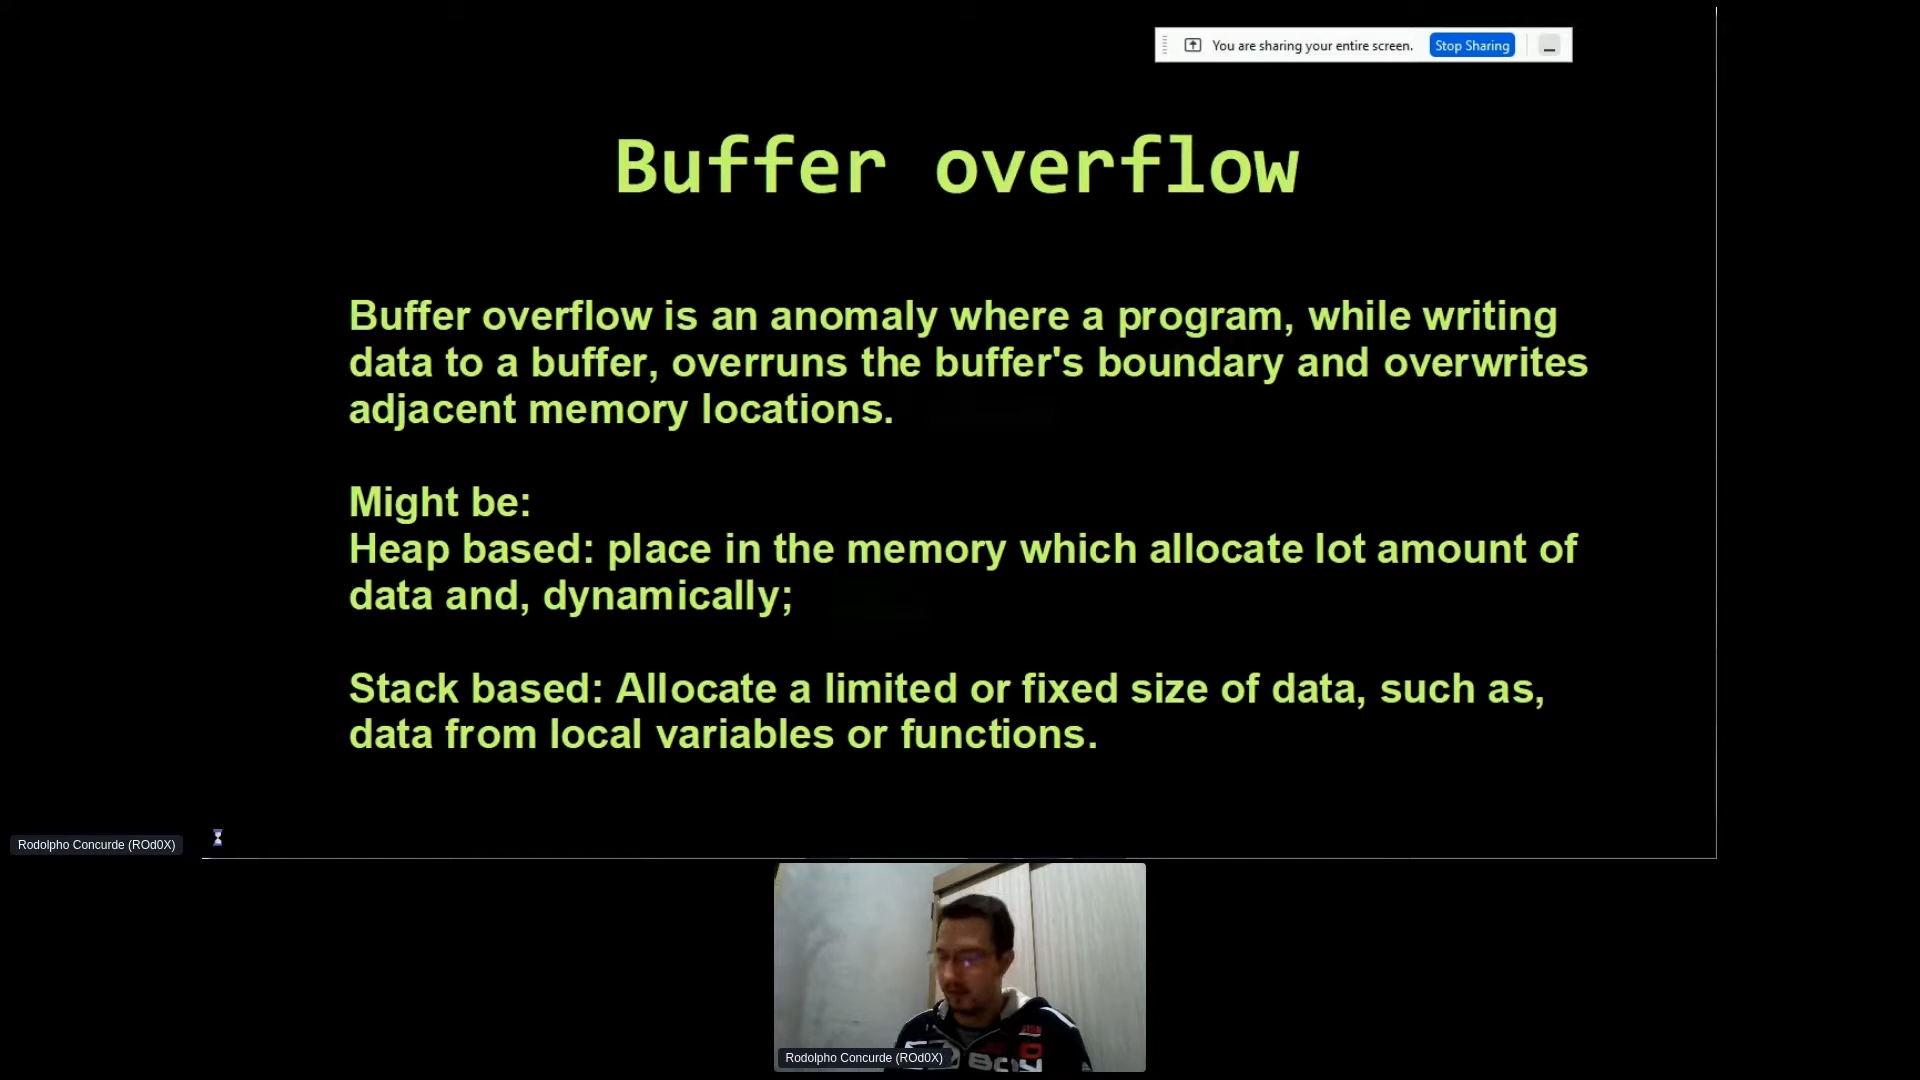 You are sharing your entire screen. Stop Sharing
Buffer overflow
Buffer overflow is an anomaly where a program, while writing
data to a buffer, overruns the buffer's boundary and overwrites
adjacent memory locations.
Might be:
Heap based: place in the memory which allocate lot amount of
data and, dynamically;
Stack based: Allocate a limited or fixed size of data, such as,
data from local variables or functions.
Rodolpho Concurde (ROd0X)
Rodolpho Concurde (ROd0X)